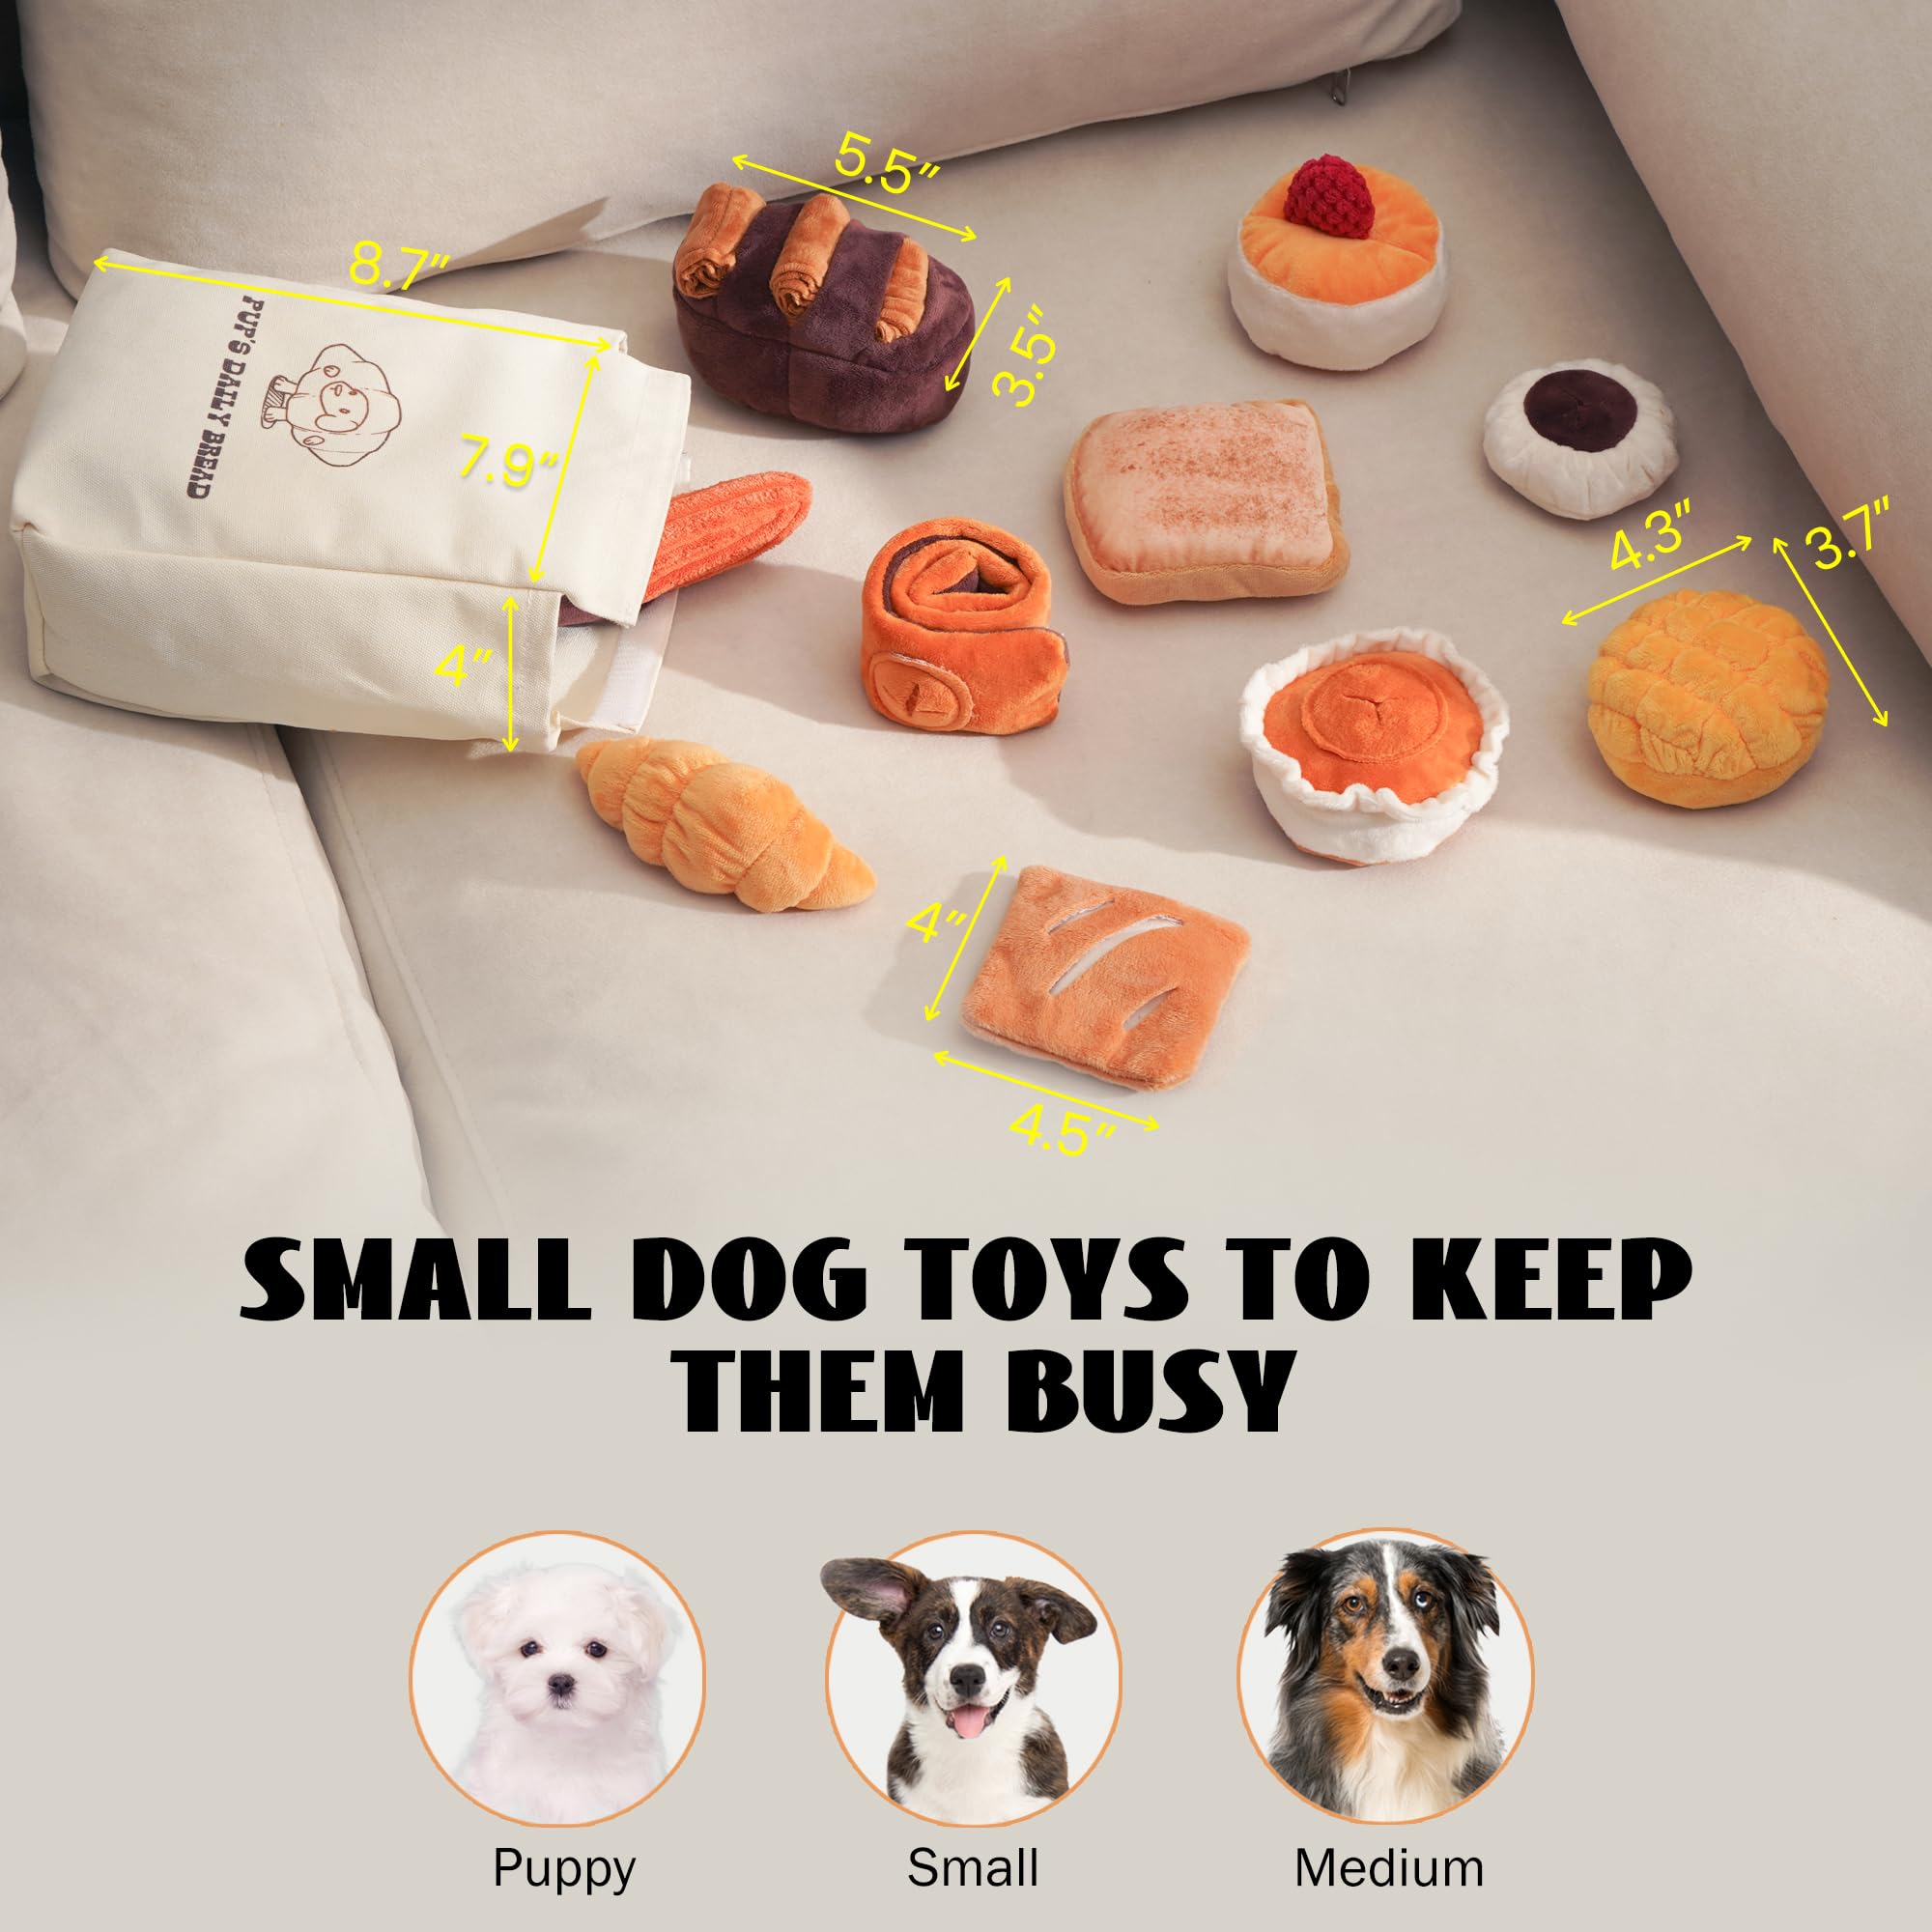 5.5"
3.5"
8.7"
7.9"
4"
PUP'S DAILY BREAD
4.3"
3.7"
4"
4.5"
SMALL DOG TOYS TO KEEP
THEM BUSY
Puppy
Small
Medium